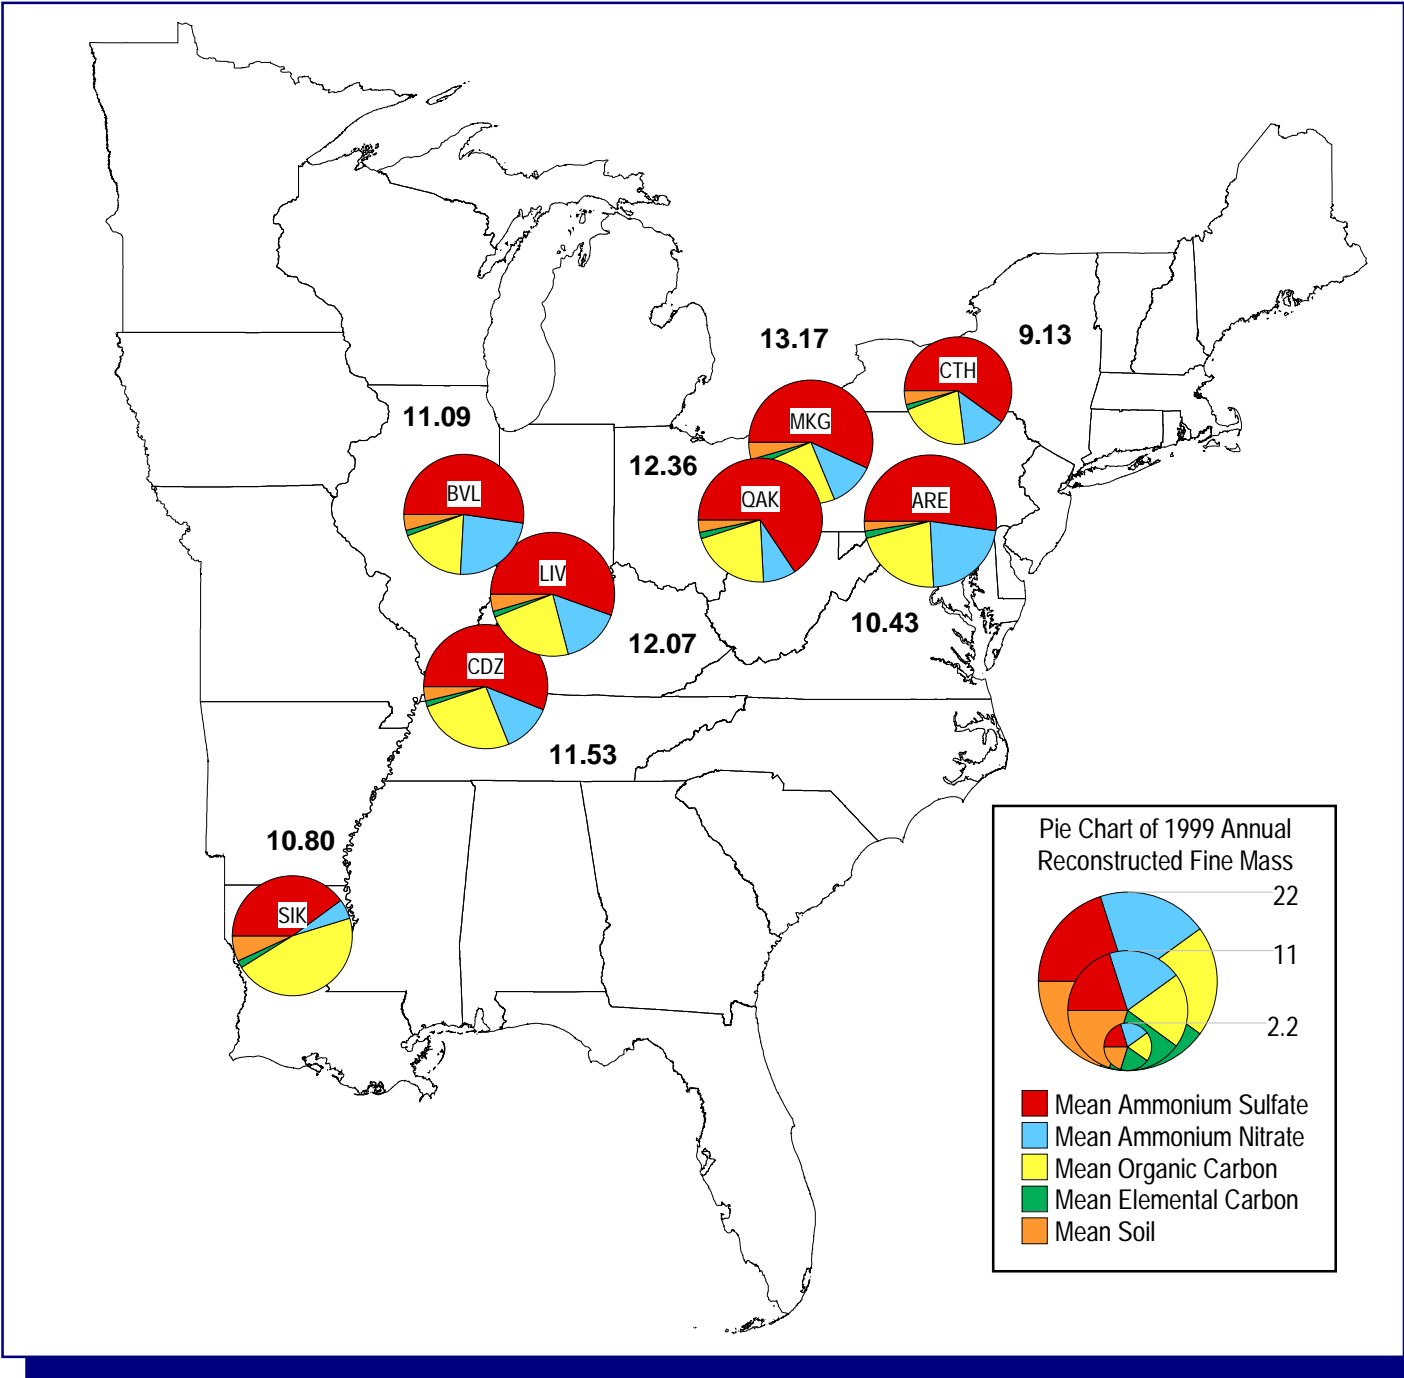 13.17
9.13
CTH
11.09
MKG
12.36
BVL
QAK
ARE
LIV
10.43
12.07
CDZ
11.53
10.80
SIK
Pie Chart of 1999 Annual
Reconstructed Fine Mass
22
11
2.2
Mean Ammonium Sulfate
Mean Ammonium Nitrate
Mean Organic Carbon
Mean Elemental Carbon
Mean Soil